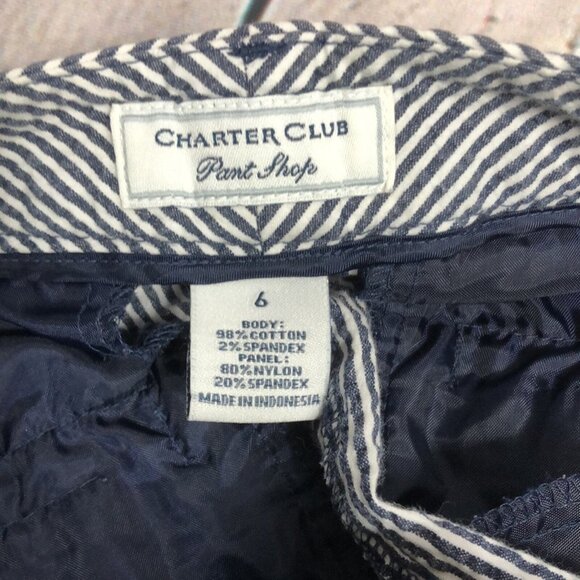 CHARTER CLUB
Pant Shop
6
BODY:
98% COTTON
2% SPANDEX
PANEL:
80% NYLON
20% SPANDEX
MADE IN INDONESIA